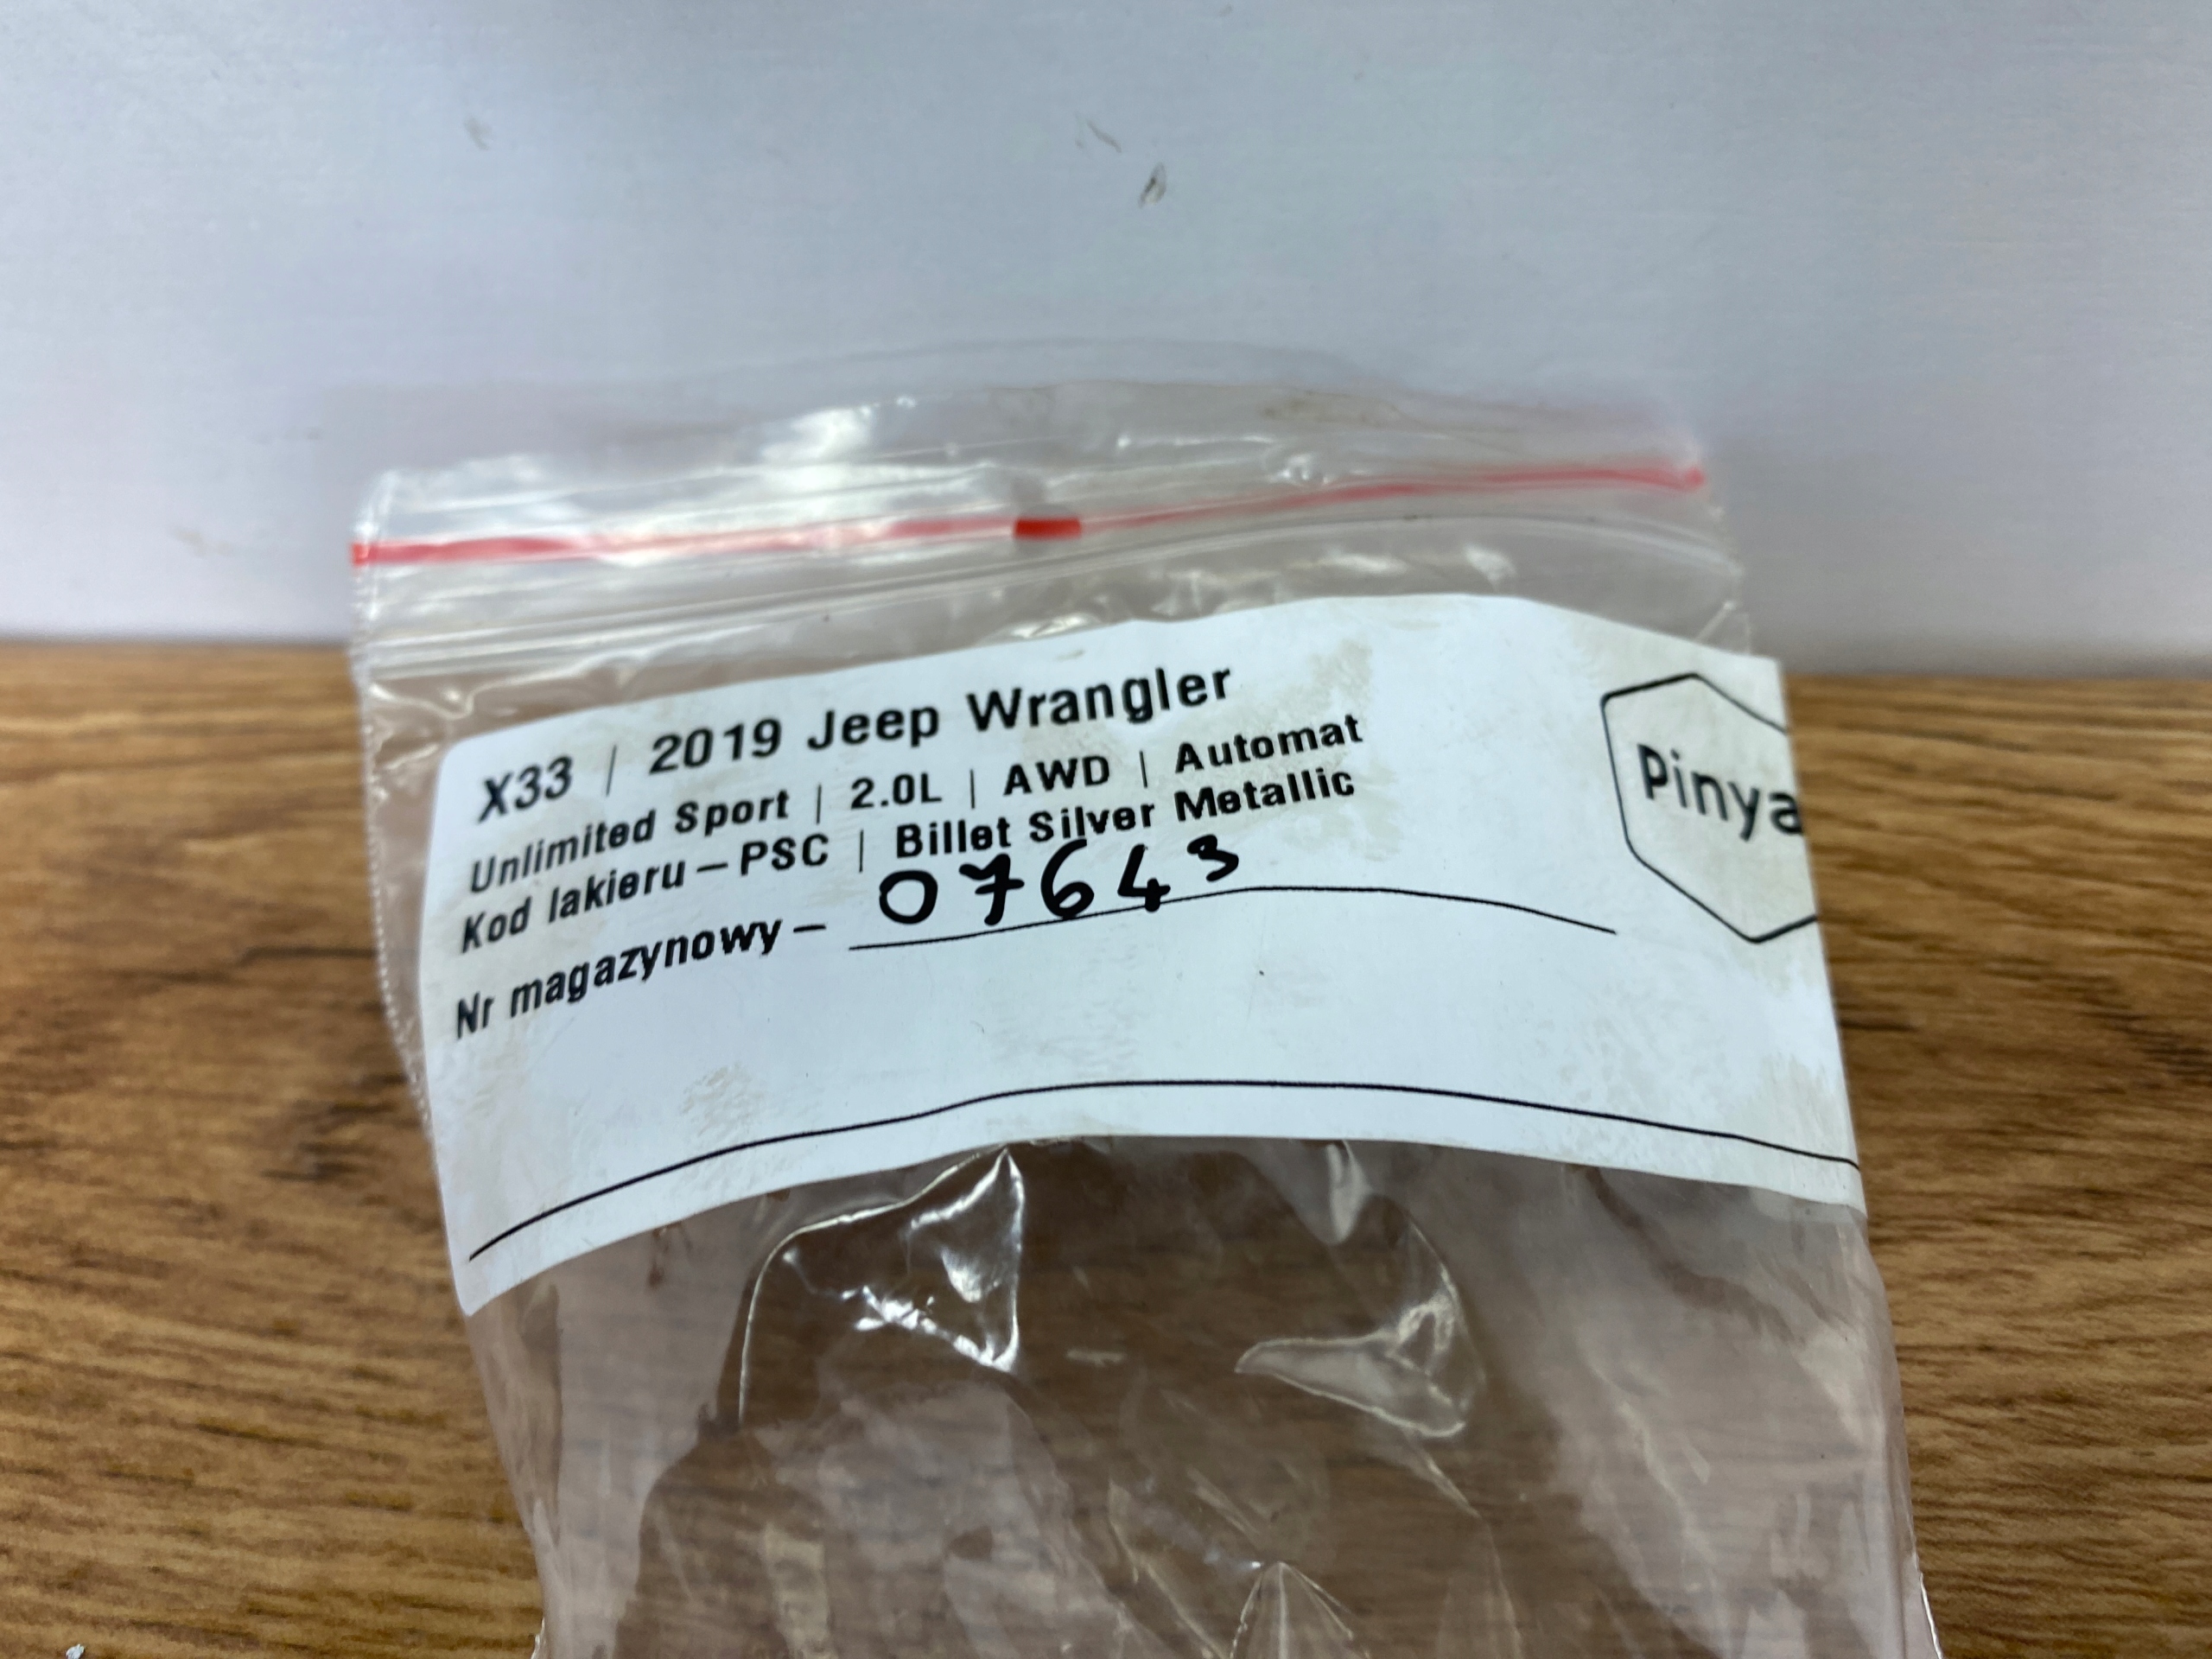 X33 | 2019 Jeep Wrangler
Unlimited Sport | 2.0L | AWD | Automat
Kod lakieru – PSC | Billet Silver Metallic
Nr magazynowy – 07643
Pinya